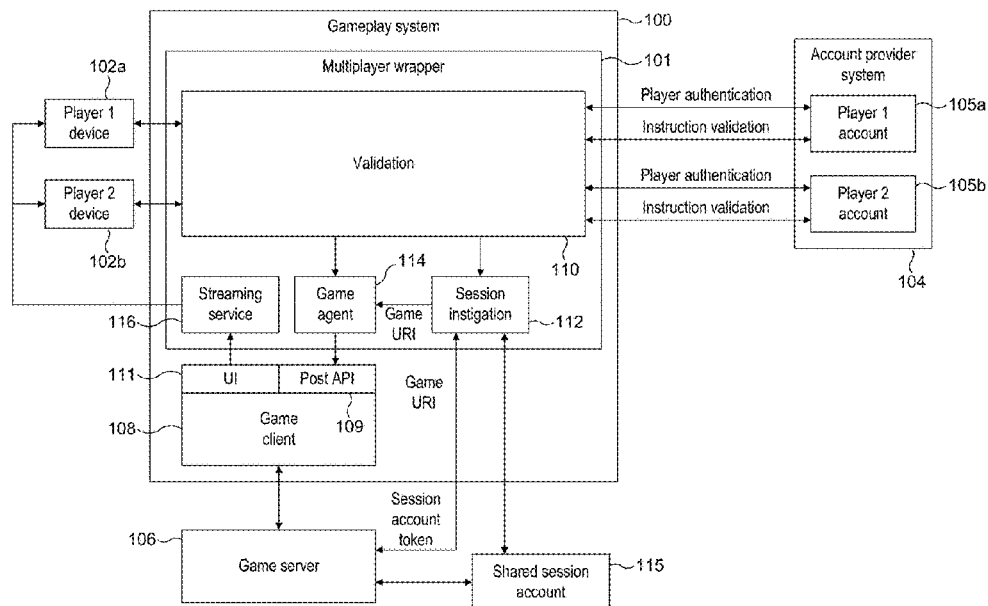 Gameplay system
100
Multiplayer wrapper
101
102a
Player 1
device
Player 2
device
102b
Validation
110
Player authentication
Instruction validation
Player authentication
Instruction validation
Account provider
system
105a
Player 1
account
105b
Player 2
account
104
Streaming
service
116
114
Game
agent
Game
URI
Session
instigation
112
111
UI
Post API
109
108
Game
client
Game
URI
106
Game server
Session
account
token
Shared session
account
115